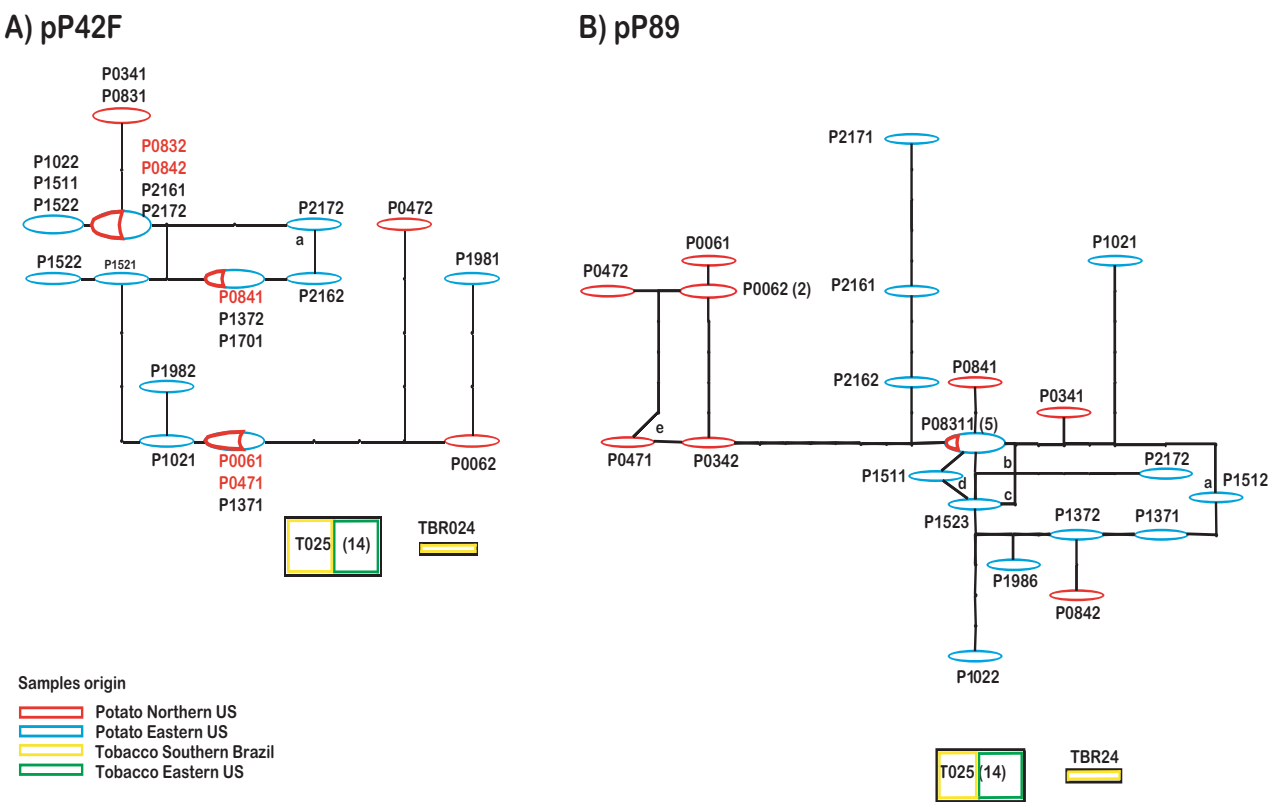 A) pP42F
P0341
P0831
P0832
P0842
P2161
P2172
P1022
P1511
P1522
P2172
a
P0472
P1522
P1521
P0841
P1372
P1701
P2162
P1981
P1982
P1021
P0061
P0471
P1371
P0062
T025 (14)
TBR024
Samples origin
Potato Northern US
Potato Eastern US
Tobacco Southern Brazil
Tobacco Eastern US
B) pP89
P2171
P0061
P0472
P0062 (2)
P2161
P1021
P2162
P0841
P0341
P08311 (5)
e
P0471
P0342
b
P2172
P1511
d
c
a
P1512
P1523
P1372
P1371
P1986
P0842
P1022
T025 (14)
TBR24